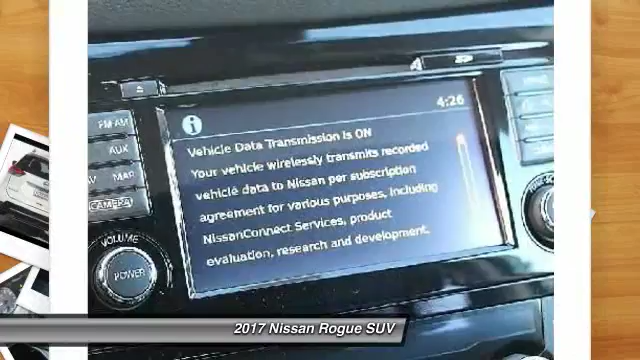 4:26
Vehicle Data Transmission is ON
Your vehicle wirelessly transmits recorded
vehicle data to Nissan per subscription
agreement for various purposes, including
NissanConnect Services, product
evaluation, research and development.
FM AM
AUX
MAP
CAMERA
VOLUME
POWER
2017 Nissan Rogue SUV